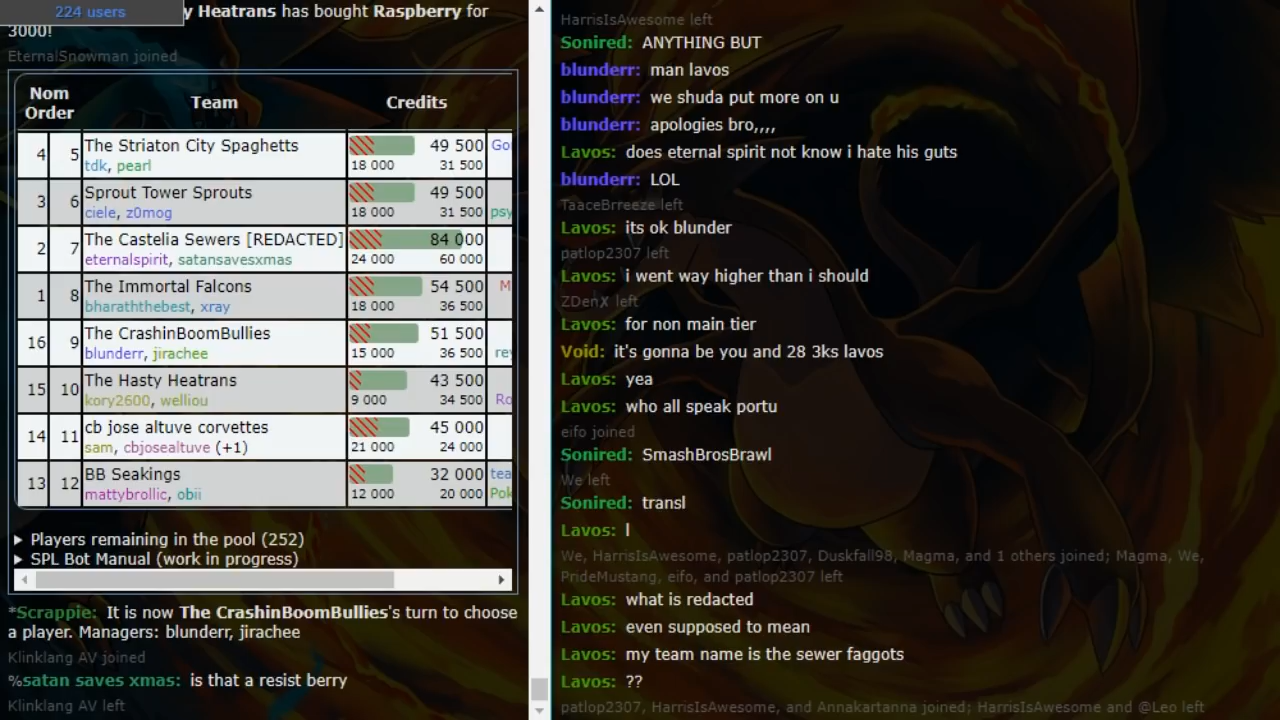 224 users
y Heatrans has bought Raspberry for
3000!
EternalSnowman joined
Nom Order Team Credits
4 5 The Striaton City Spaghetts 49 500 Go
tdk, pearl 18 000 31 500
3 6 Sprout Tower Sprouts 49 500
ciele, z0mog 18 000 31 500 psy
2 7 The Castelia Sewers [REDACTED] 84 000
eternalspirit, satansavesxmas 24 000 60 000
1 8 The Immortal Falcons 54 500 M
bharaththebest, xray 18 000 36 500
16 9 The CrashinBoomBullies 51 500
blunderr, jirachee 15 000 36 500 rey
15 10 The Hasty Heatrans 43 500
kory2600, welliou 9 000 34 500 Ro
14 11 cb jose altuve corvettes 45 000
sam, cbjosealtuve (+1) 21 000 24 000
13 12 BB Seakings 32 000 tea
mattybrollic, obii 12 000 20 000 Pok
Players remaining in the pool (252)
SPL Bot Manual (work in progress)
*Scrappie: It is now The CrashinBoomBullies's turn to choose
a player. Managers: blunderr, jirachee
Klinklang AV joined
%satan saves xmas: is that a resist berry
Klinklang AV left
HarrisIsAwesome left
Sonired: ANYTHING BUT
blunderr: man lavos
blunderr: we shuda put more on u
blunderr: apologies bro,,,,
Lavos: does eternal spirit not know i hate his guts
blunderr: LOL
TaaceBrreeze left
Lavos: its ok blunder
patlop2307 left
Lavos: i went way higher than i should
ZDenX left
Lavos: for non main tier
Void: it's gonna be you and 28 3ks lavos
Lavos: yea
Lavos: who all speak portu
eifo joined
Sonired: SmashBrosBrawl
We left
Sonired: transl
Lavos: l
We, HarrisIsAwesome, patlop2307, Duskfall98, Magma, and 1 others joined; Magma, We,
PrideMustang, eifo, and patlop2307 left
Lavos: what is redacted
Lavos: even supposed to mean
Lavos: my team name is the sewer faggots
Lavos: ??
patlop2307, HarrisIsAwesome, and Annakartanna joined; HarrisIsAwesome and @Leo left